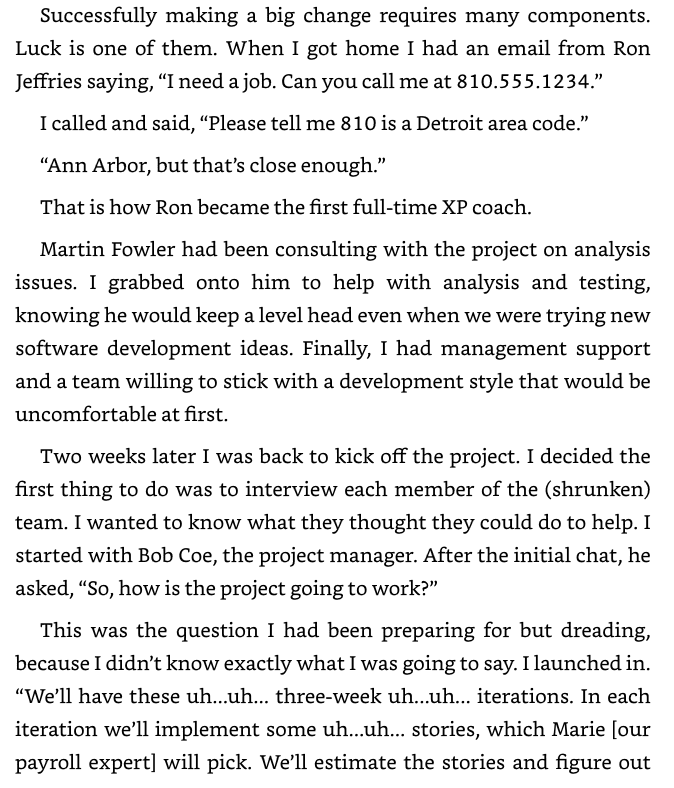 Successfully making a big change requires many components.
Luck is one of them. When I got home I had an email from Ron
Jeffries saying, “I need a job. Can you call me at 810.555.1234.”
I called and said, “Please tell me 810 is a Detroit area code.”
“Ann Arbor, but that’s close enough.”
That is how Ron became the first full-time XP coach.
Martin Fowler had been consulting with the project on analysis
issues. I grabbed onto him to help with analysis and testing,
knowing he would keep a level head even when we were trying new
software development ideas. Finally, I had management support
and a team willing to stick with a development style that would be
uncomfortable at first.
Two weeks later I was back to kick off the project. I decided the
first thing to do was to interview each member of the (shrunken)
team. I wanted to know what they thought they could do to help. I
started with Bob Coe, the project manager. After the initial chat, he
asked, “So, how is the project going to work?”
This was the question I had been preparing for but dreading,
because I didn’t know exactly what I was going to say. I launched in.
“We’ll have these uh...uh... three-week uh...uh... iterations. In each
iteration we’ll implement some uh...uh... stories, which Marie [our
payroll expert] will pick. We’ll estimate the stories and figure out